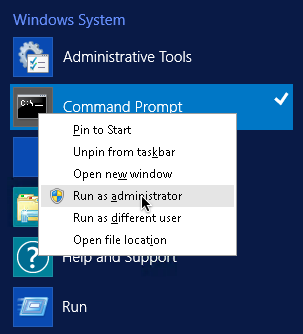 Windows System
Administrative Tools
C:\
Command Prompt
Pin to Start
Unpin from taskbar
Open new window
Run as administrator
Run as different user
Open file location
Help and Support
Run